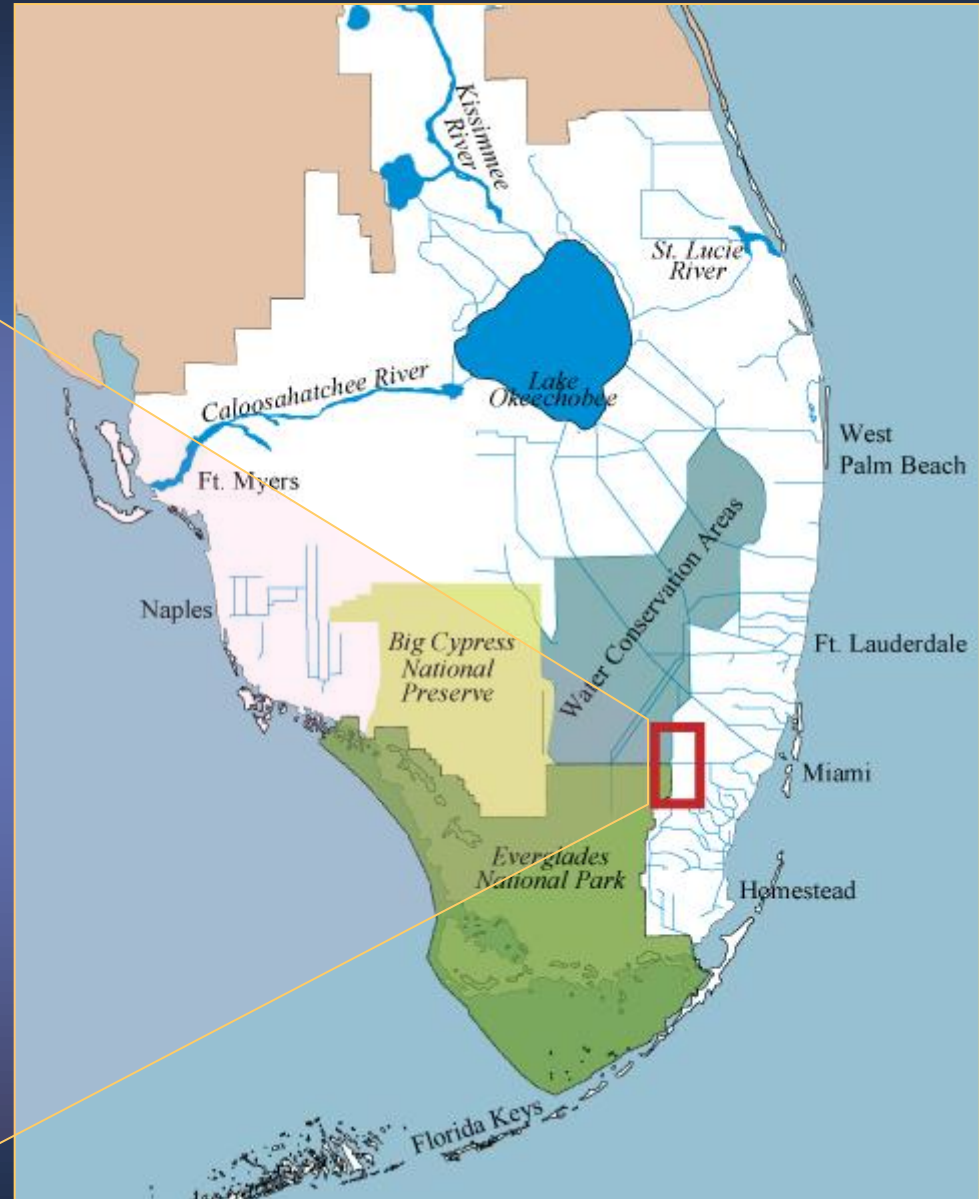 Kissimmee
River
St. Lucie
River
Lake
Okeechobee
Caloosahatchee River
West
Palm Beach
Ft. Myers
Water Conservation Areas
Naples
Big Cypress
National
Preserve
Ft. Lauderdale
Miami
Everglades
National Park
Homestead
Florida Keys